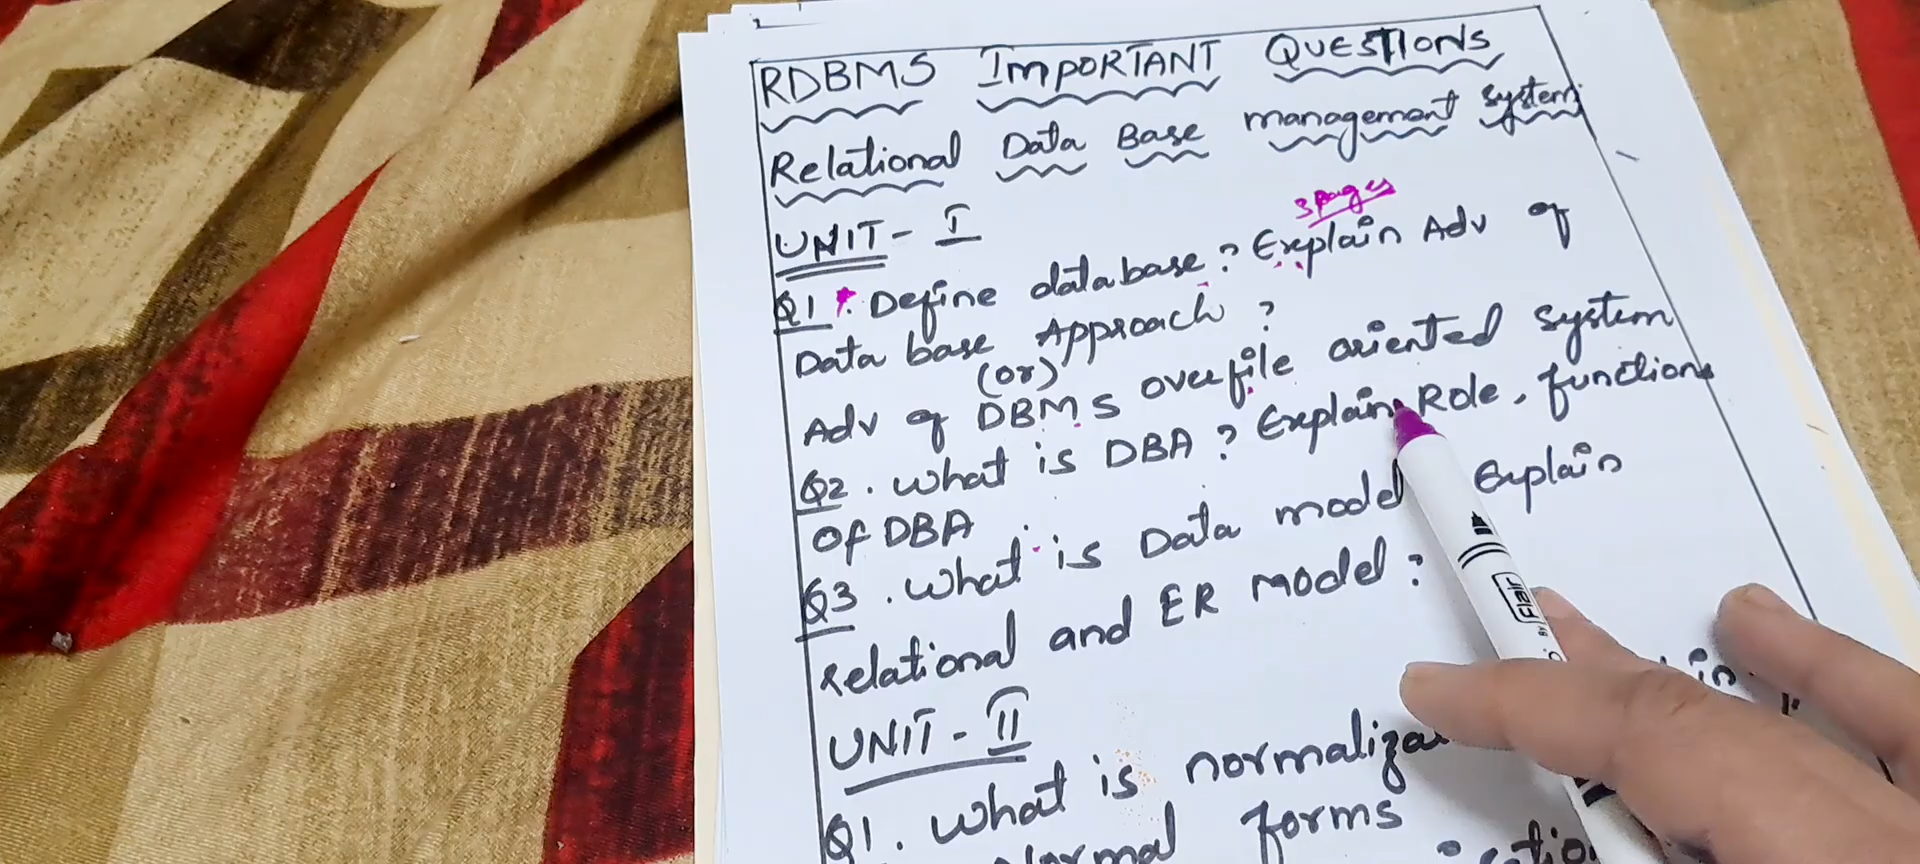 RDBMS IMPORTANT QUESTIONS
Relational Data Base management system
UNIT - I
3 pages
Q1 . Define database ? Explain Adv of
Data base Approach ?
(or)
Adv of DBMS over file oriented system
Q2 . What is DBA ? Explain Role , functions
of DBA
Q3 . What is Data model Explain
relational and ER model ?
UNIT - II
Q1 . What is
Normal forms
Flair